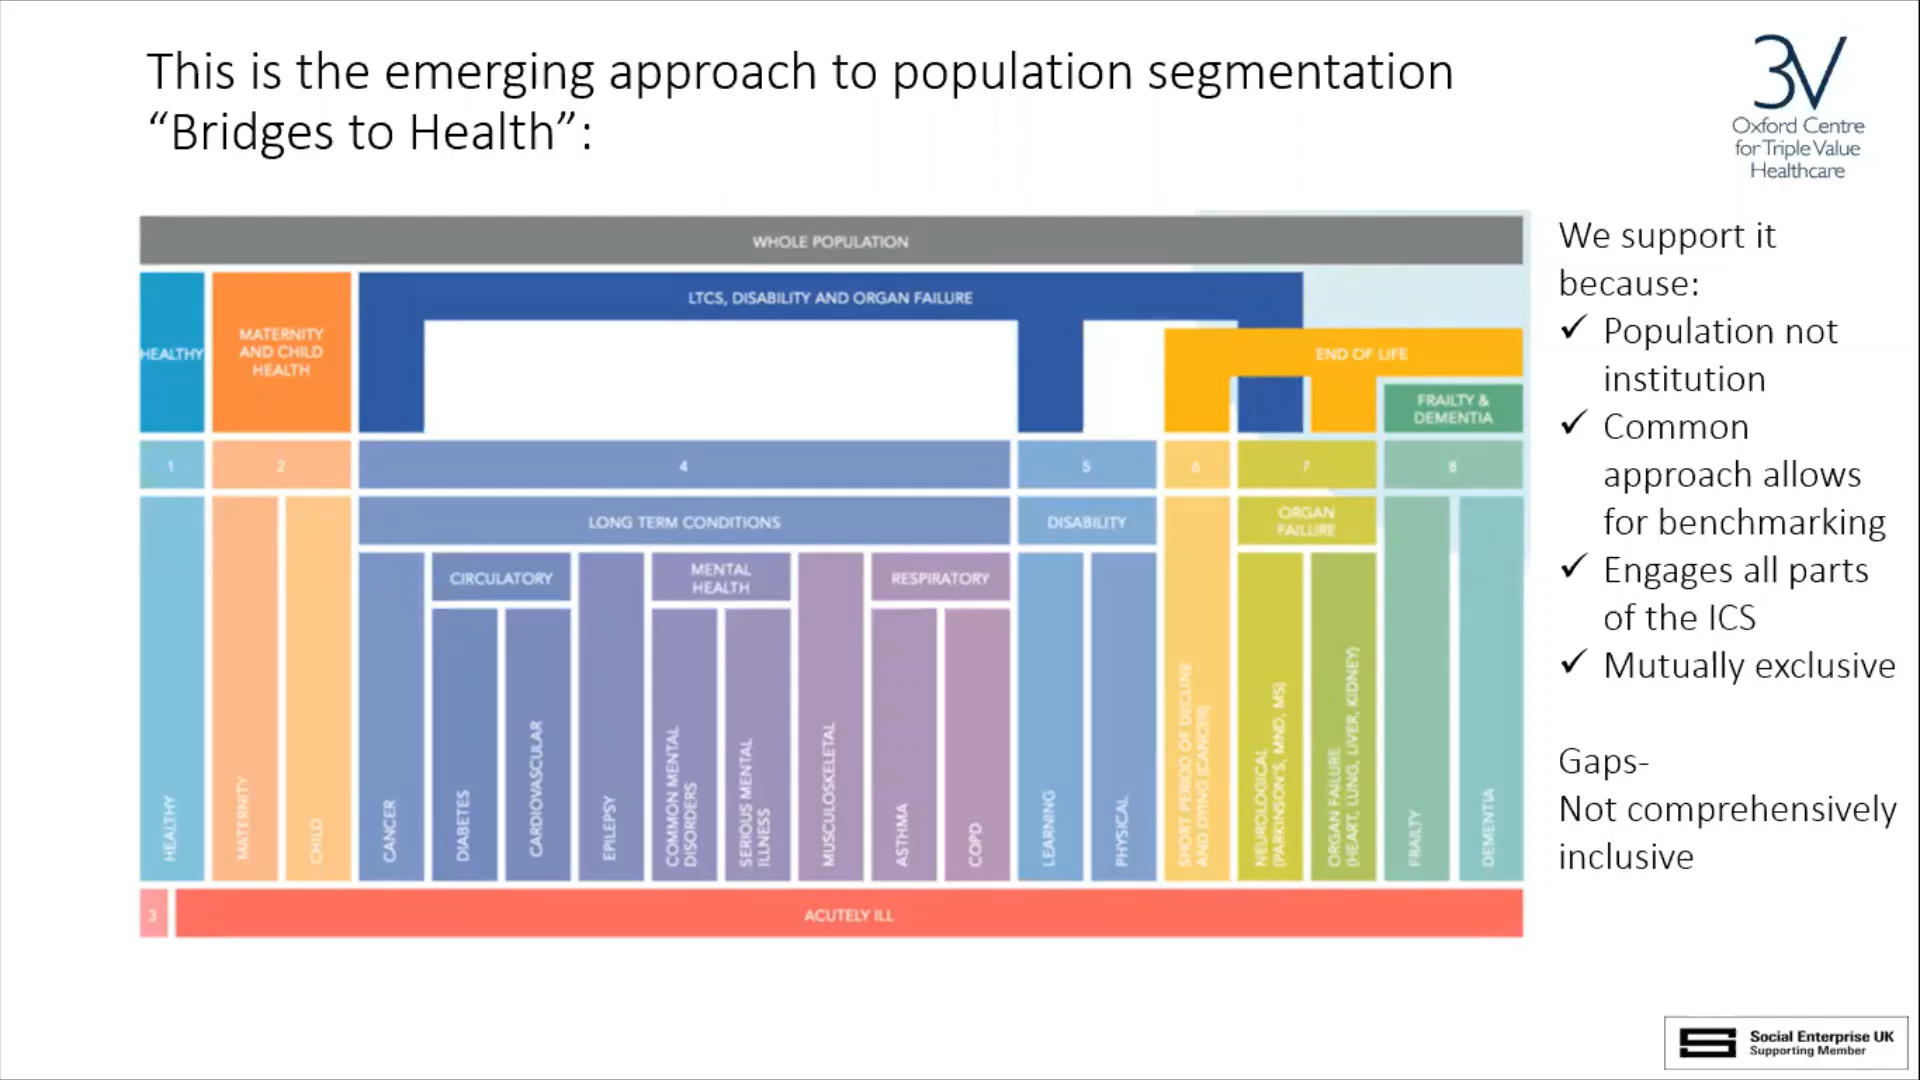 This is the emerging approach to population segmentation
“Bridges to Health”:
3V
Oxford Centre
for Triple Value
Healthcare
WHOLE POPULATION
HEALTHY
MATERNITY
AND CHILD
HEALTH
LTCS, DISABILITY AND ORGAN FAILURE
END OF LIFE
FRAILTY &
DEMENTIA
1
2
4
5
6
7
8
LONG TERM CONDITIONS
DISABILITY
ORGAN
FAILURE
CIRCULATORY
MENTAL
HEALTH
RESPIRATORY
HEALTHY
MATERNITY
CHILD
CANCER
DIABETES
CARDIOVASCULAR
EPILEPSY
COMMON MENTAL
DISORDERS
SERIOUS MENTAL
ILLNESS
MUSCULOSKELETAL
ASTHMA
COPD
LEARNING
PHYSICAL
SHORT PERIOD OF DECLINE
AND DYING (CANCER)
NEUROLOGICAL
(PARKINSON'S, MND, MS)
ORGAN FAILURE
(HEART, LUNG, LIVER, KIDNEY)
FRAILTY
DEMENTIA
3
ACUTELY ILL
We support it
because:
✓ Population not
institution
✓ Common
approach allows
for benchmarking
✓ Engages all parts
of the ICS
✓ Mutually exclusive
Gaps-
Not comprehensively
inclusive
Social Enterprise UK
Supporting Member